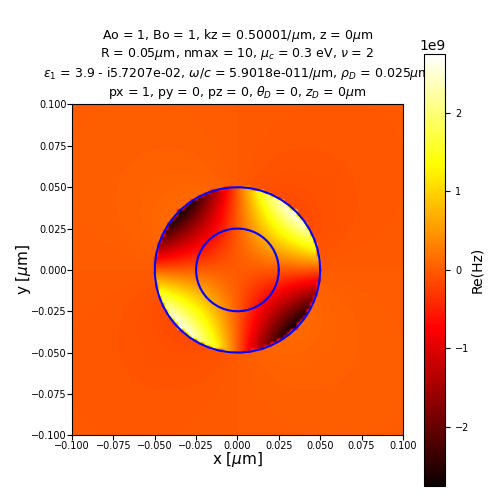 Ao = 1, Bo = 1, kz = 0.50001/μm, z = 0μm
R = 0.05μm, nmax = 10, μc = 0.3 eV, ν = 2
ε1 = 3.9 - i5.7207e-02, ω/c = 5.9018e-011/μm, ρD = 0.025μm
px = 1, py = 0, pz = 0, θD = 0, zD = 0μm
1e9
0.100
0.075
0.050
0.025
0.000
−0.025
−0.050
−0.075
−0.100
y [μm]
−0.100 −0.075 −0.050 −0.025 0.000 0.025 0.050 0.075 0.100
x [μm]
2
1
0
−1
−2
Re(Hz)